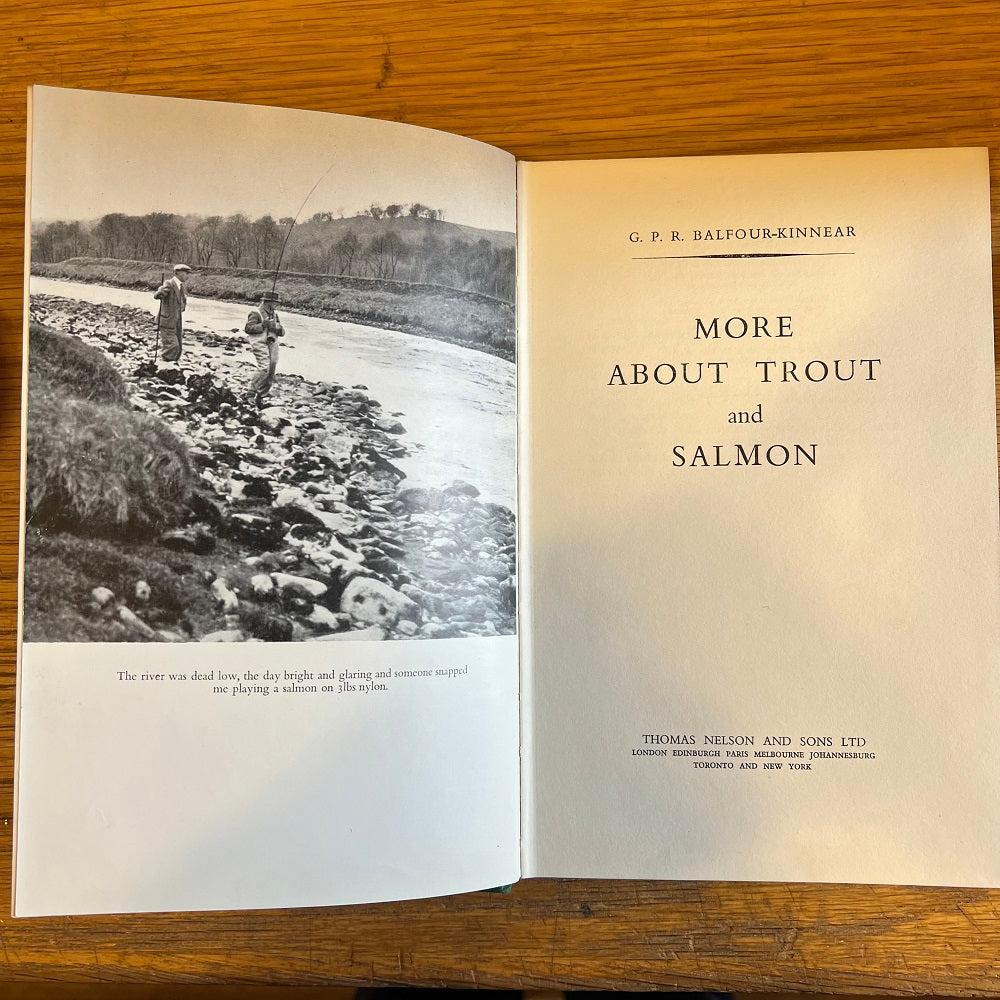 The river was dead low, the day bright and glaring and someone snapped
me playing a salmon on 3lbs nylon.
G. P. R. BALFOUR-KINNEAR
MORE
ABOUT TROUT
and
SALMON
THOMAS NELSON AND SONS LTD
LONDON EDINBURGH PARIS MELBOURNE JOHANNESBURG
TORONTO AND NEW YORK